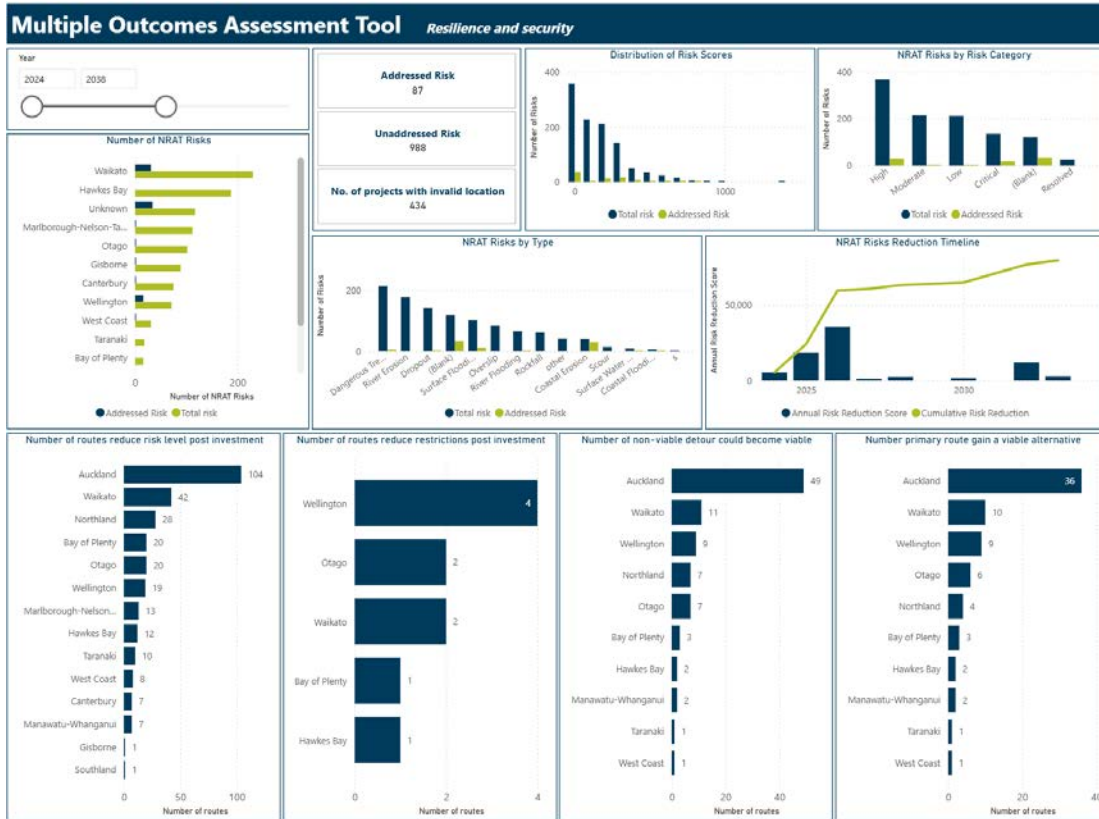 Multiple Outcomes Assessment Tool Resilience and security
Year
2024 2038
Addressed Risk
87
Unaddressed Risk
988
No. of projects with invalid location
434
Distribution of Risk Scores
Number of Risks
400
200
0
0 1000
Total risk Addressed Risk
NRAT Risks by Risk Category
Number of Risks
400
200
0
High Moderate Low Critical (Blank) Resolved
Total risk Addressed Risk
Number of NRAT Risks
Waikato
Hawkes Bay
Unknown
Marlborough-Nelson-Ta...
Otago
Gisborne
Canterbury
Wellington
West Coast
Taranaki
Bay of Plenty
0 200
Number of NRAT Risks
Addressed Risk Total risk
NRAT Risks by Type
Number of Risks
200
0
Dangerous Tre... River Erosion Dropout (Blank) Surface Floodi... Overslip River Flooding Rockfall other Coastal Erosion Scour Surface Water ... Coastal Floodi... s
Total risk Addressed Risk
NRAT Risks Reduction Timeline
Annual Risk Reduction Score
50,000
0
2025 2030
Annual Risk Reduction Score Cumulative Risk Reduction
Number of routes reduce risk level post investment
Auckland 104
Waikato 42
Northland 28
Bay of Plenty 20
Otago 20
Wellington 19
Marlborough-Nelson... 13
Hawkes Bay 12
Taranaki 10
West Coast 8
Canterbury 7
Manawatu-Whanganui 7
Gisborne 1
Southland 1
0 50 100
Number of routes
Number of routes reduce restrictions post investment
Wellington 4
Otago 2
Waikato 2
Bay of Plenty 1
Hawkes Bay 1
0 2 4
Number of routes
Number of non-viable detour could become viable
Auckland 49
Waikato 11
Wellington 9
Northland 7
Otago 7
Bay of Plenty 3
Hawkes Bay 2
Manawatu-Whanganui 2
Taranaki 1
West Coast 1
0 20 40
Number of routes
Number primary route gain a viable alternative
Auckland 36
Waikato 10
Wellington 9
Otago 6
Northland 4
Bay of Plenty 3
Hawkes Bay 2
Manawatu-Whanganui 2
Taranaki 1
West Coast 1
0 20 40
Number of routes